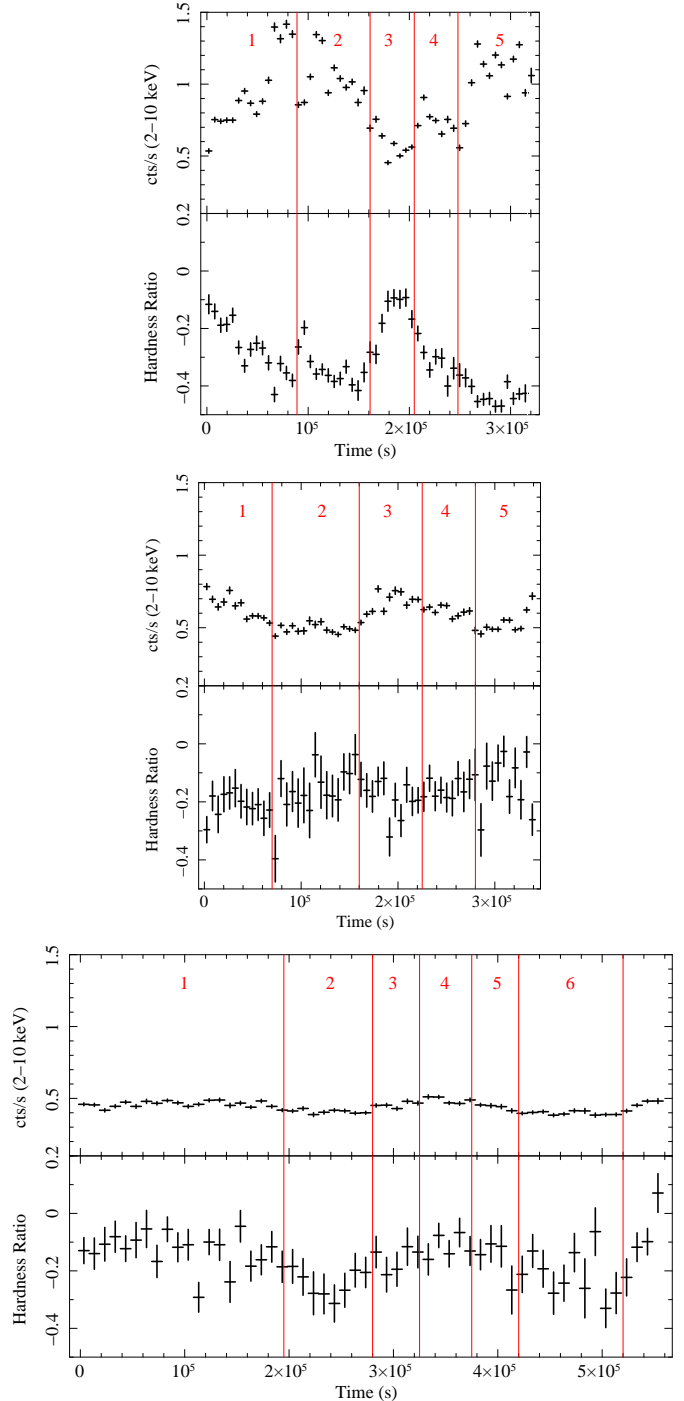 1.5
1 2 3 4 5
1
0.5
cts/s (2−10 keV)
0.2
0
−0.2
−0.4
Hardness Ratio
0 10⁵ 2×10⁵ 3×10⁵
Time (s)
1.5
1 2 3 4 5
1
0.5
cts/s (2−10 keV)
0.2
0
−0.2
−0.4
Hardness Ratio
0 10⁵ 2×10⁵ 3×10⁵
Time (s)
1.5
1 2 3 4 5 6
1
0.5
cts/s (2−10 keV)
0.2
0
−0.2
−0.4
Hardness Ratio
0 10⁵ 2×10⁵ 3×10⁵ 4×10⁵ 5×10⁵
Time (s)